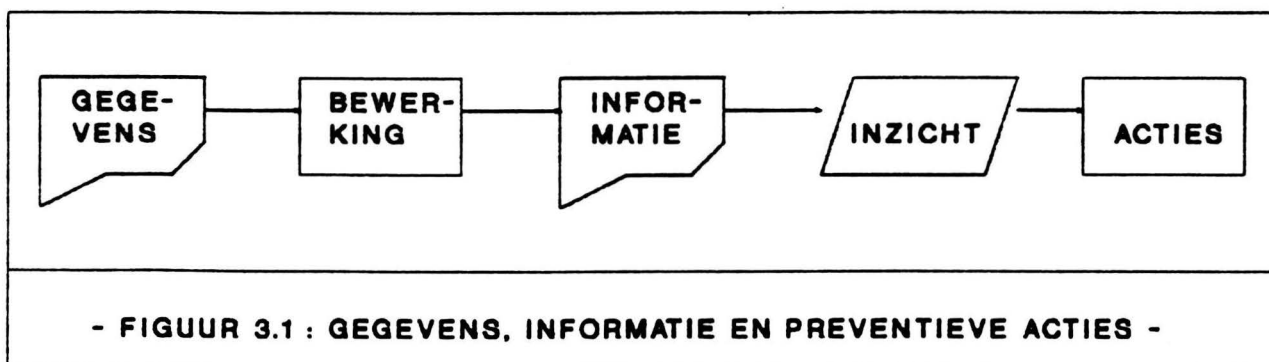 GEGE-
VENS
BEWER-
KING
INFOR-
MATIE
INZICHT
ACTIES
- FIGUUR 3.1 : GEGEVENS, INFORMATIE EN PREVENTIEVE ACTIES -